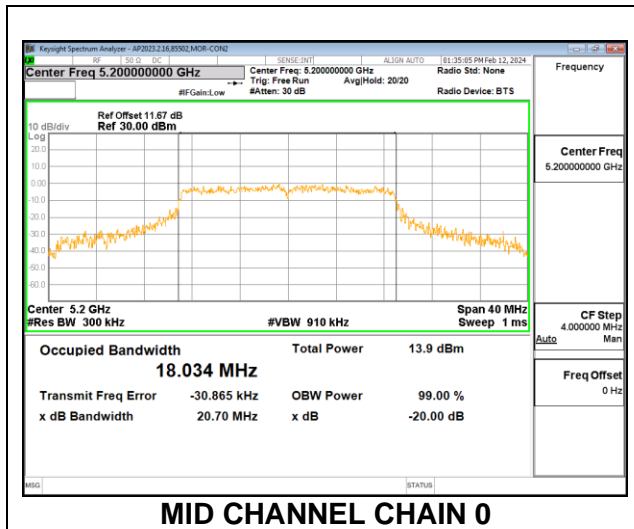 Keysight Spectrum Analyzer - AP2023.2.16,85502,MOR-CON2
RF 50 Ω DC SENSE:INT ALIGN AUTO 01:35:05 PM Feb 12, 2024
Center Freq 5.200000000 GHz
Center Freq: 5.200000000 GHz
Radio Std: None
Trig: Free Run Avg|Hold: 20/20
#IFGain:Low #Atten: 30 dB Radio Device: BTS
Frequency
Ref Offset 11.67 dB
10 dB/div Ref 30.00 dBm
Log
20.0
10.0
0.00
-10.0
-20.0
-30.0
-40.0
-50.0
-60.0
Center Freq
5.200000000 GHz
Center 5.2 GHz Span 40 MHz
#Res BW 300 kHz #VBW 910 kHz Sweep 1 ms
CF Step
4.000000 MHz
Auto Man
Occupied Bandwidth Total Power 13.9 dBm
18.034 MHz
Transmit Freq Error -30.865 kHz OBW Power 99.00 %
x dB Bandwidth 20.70 MHz x dB -20.00 dB
Freq Offset
0 Hz
MSG STATUS
MID CHANNEL CHAIN 0